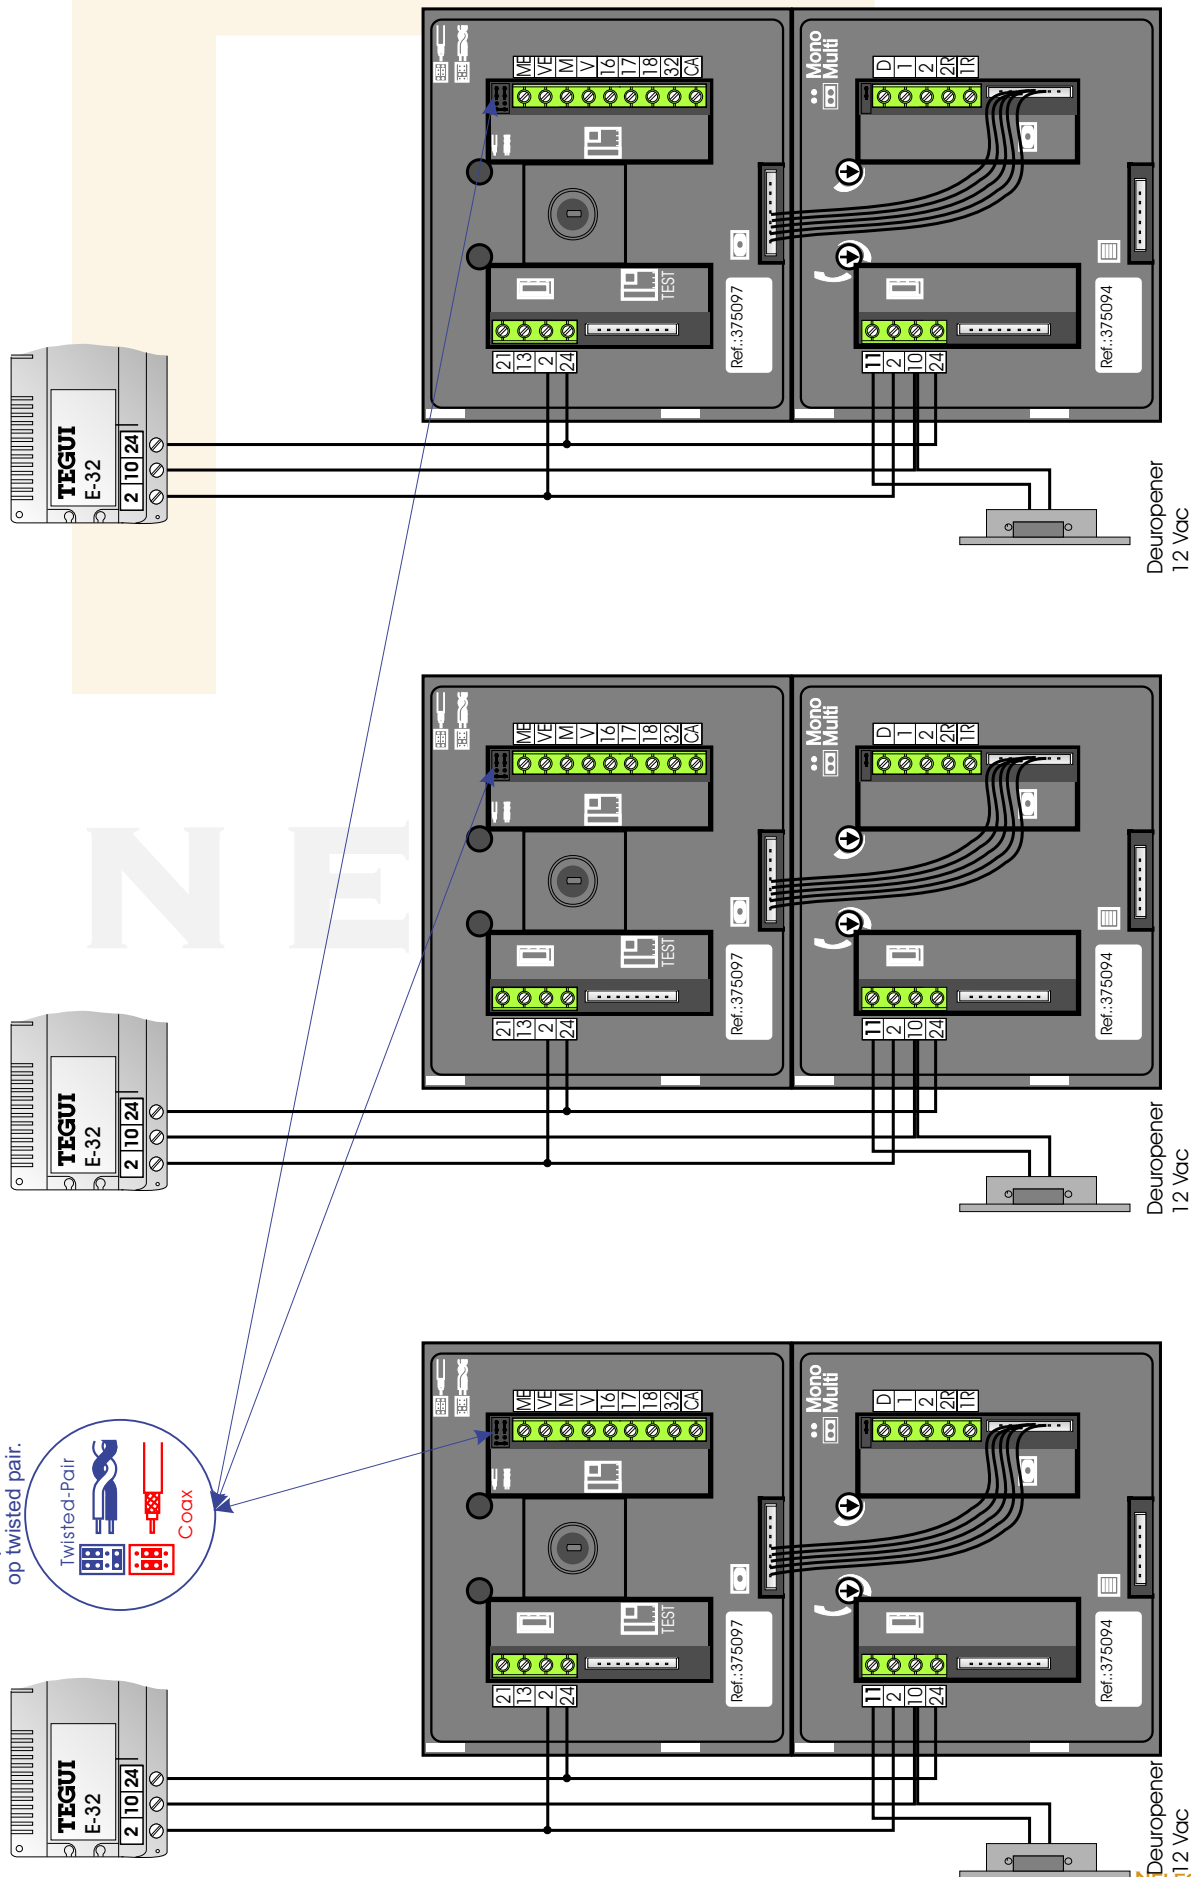 ME
VE
M
V
16
17
18
32
CA
Mono
Multi
D
1
2
2R
1R
21
13
2
24
TEST
Ref.:375097
11
2
10
24
Ref.:375094
TEGUI
E-32
2 10 24
Deuropener
12 Vac
ME
VE
M
V
16
17
18
32
CA
Mono
Multi
D
1
2
2R
1R
NE
21
13
2
24
TEST
Ref.:375097
11
2
10
24
Ref.:375094
TEGUI
E-32
2 10 24
Deuropener
12 Vac
op twisted pair.
Twisted-Pair
Coax
ME
VE
M
V
16
17
18
32
CA
Mono
Multi
D
1
2
2R
1R
21
13
2
24
TEST
Ref.:375097
11
2
10
24
Ref.:375094
TEGUI
E-32
2 10 24
Deuropener
12 Vac